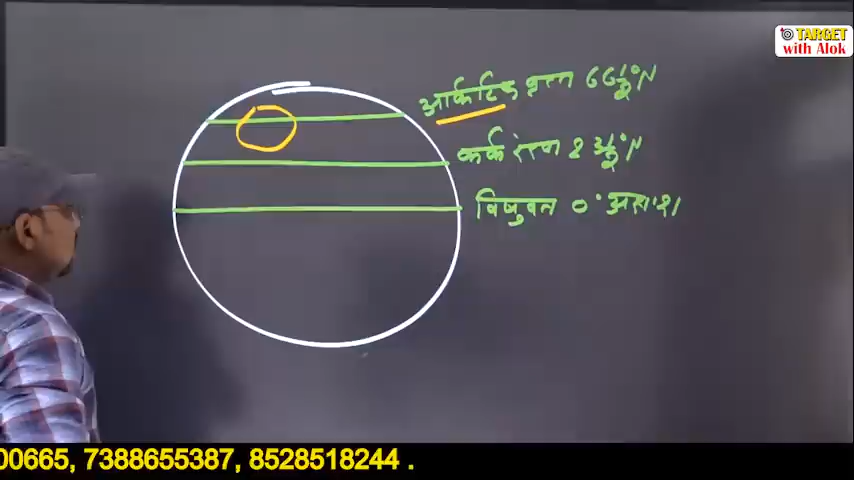 TARGET
with Alok
आर्कटिक वृत्त 66½°N
कर्क रेखा 23½°N
विषुवत 0° अक्षांश
00665, 7388655387, 8528518244 .